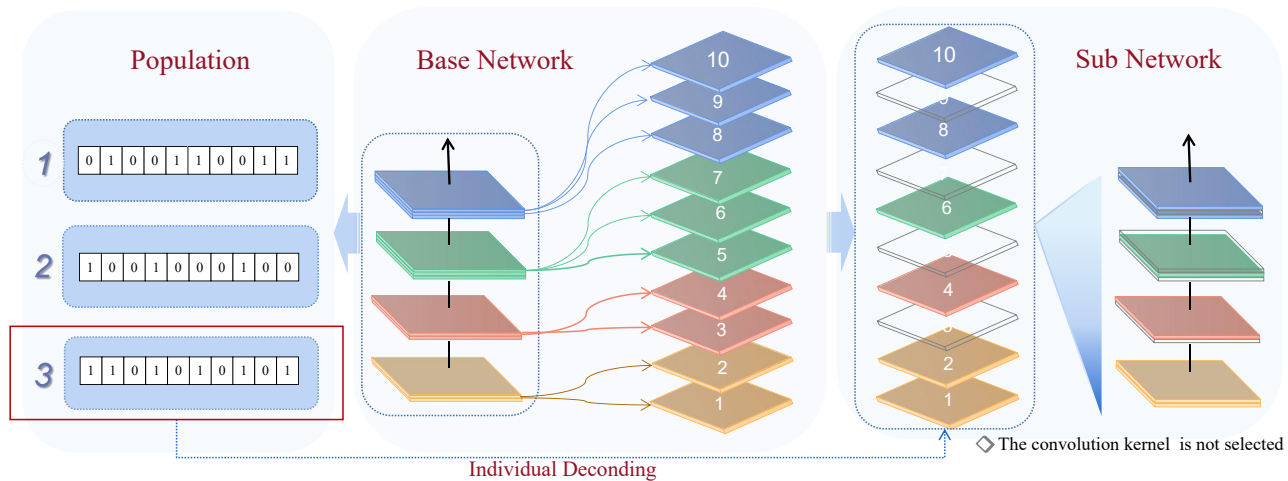 Population
1
0 1 0 0 1 1 0 0 1 1
2
1 0 0 1 0 0 0 1 0 0
3
1 1 0 1 0 1 0 1 0 1
Base Network
10
9
8
7
6
5
4
3
2
1
Sub Network
10
8
6
4
2
1
The convolution kernel is not selected
Individual Deconding